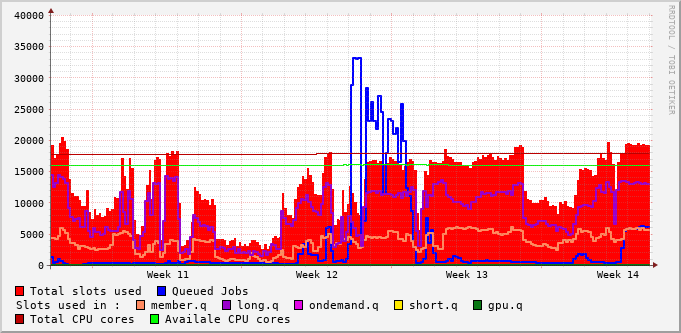 40000
35000
30000
25000
20000
15000
10000
5000
0
Week 11 Week 12 Week 13 Week 14
RRDTOOL / TOBI OETIKER
Total slots used Queued Jobs
Slots used in : member.q long.q ondemand.q short.q gpu.q
Total CPU cores Availale CPU cores